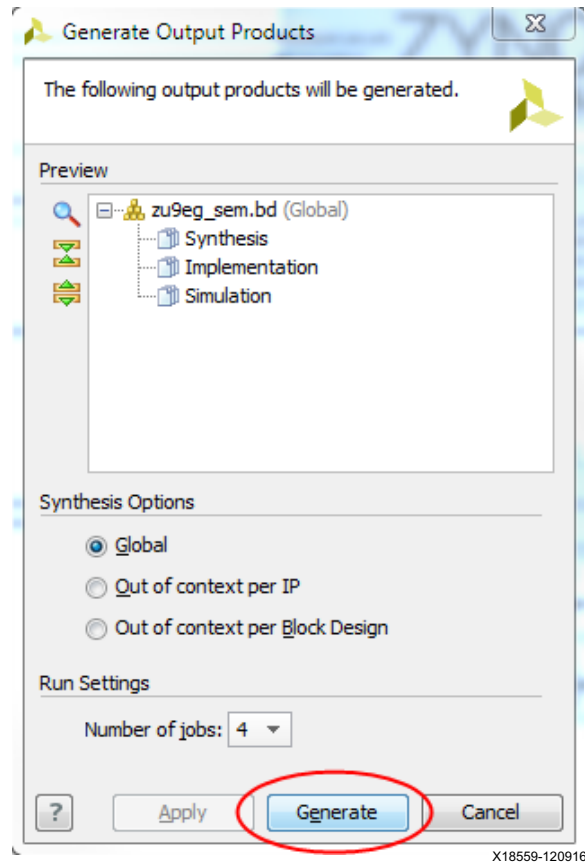 Generate Output Products
The following output products will be generated.
Preview
zu9eg_sem.bd (Global)
Synthesis
Implementation
Simulation
Synthesis Options
Global
Out of context per IP
Out of context per Block Design
Run Settings
Number of jobs: 4
? Apply Generate Cancel
X18559-120916